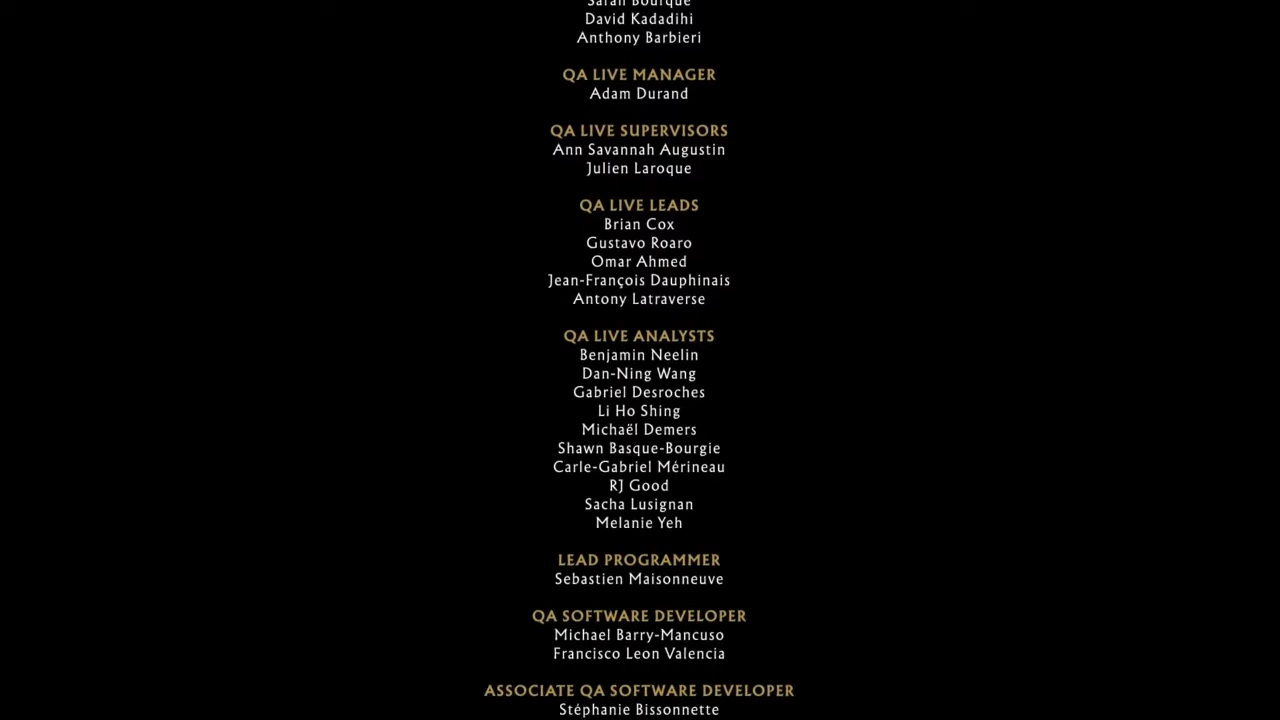 Sarah Bourque
David Kadadihi
Anthony Barbieri
QA LIVE MANAGER
Adam Durand
QA LIVE SUPERVISORS
Ann Savannah Augustin
Julien Laroque
QA LIVE LEADS
Brian Cox
Gustavo Roaro
Omar Ahmed
Jean-François Dauphinais
Antony Latraverse
QA LIVE ANALYSTS
Benjamin Neelin
Dan-Ning Wang
Gabriel Desroches
Li Ho Shing
Michaël Demers
Shawn Basque-Bourgie
Carle-Gabriel Mérineau
RJ Good
Sacha Lusignan
Melanie Yeh
LEAD PROGRAMMER
Sebastien Maisonneuve
QA SOFTWARE DEVELOPER
Michael Barry-Mancuso
Francisco Leon Valencia
ASSOCIATE QA SOFTWARE DEVELOPER
Stéphanie Bissonnette